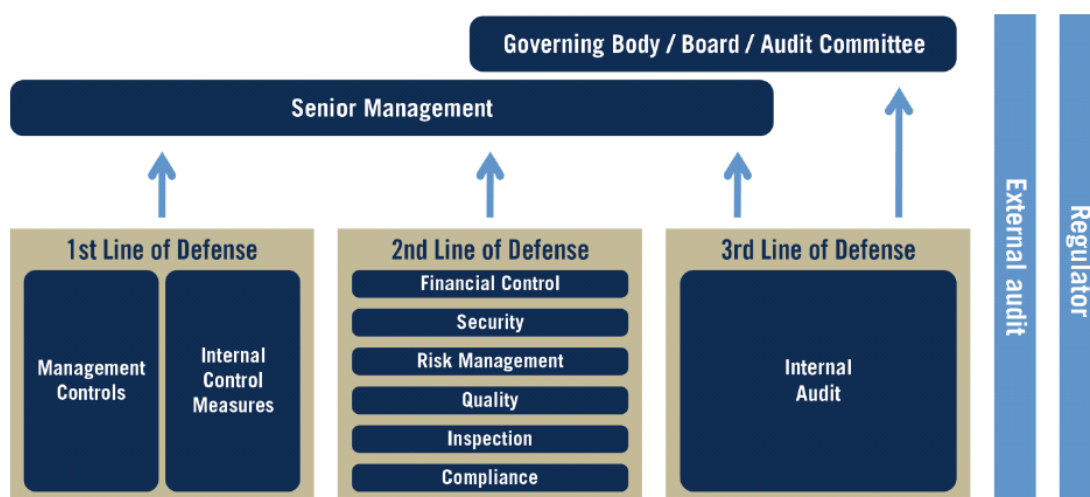 Governing Body / Board / Audit Committee
Senior Management
1st Line of Defense
Management
Controls
Internal
Control
Measures
2nd Line of Defense
Financial Control
Security
Risk Management
Quality
Inspection
Compliance
3rd Line of Defense
Internal
Audit
External audit
Regulator